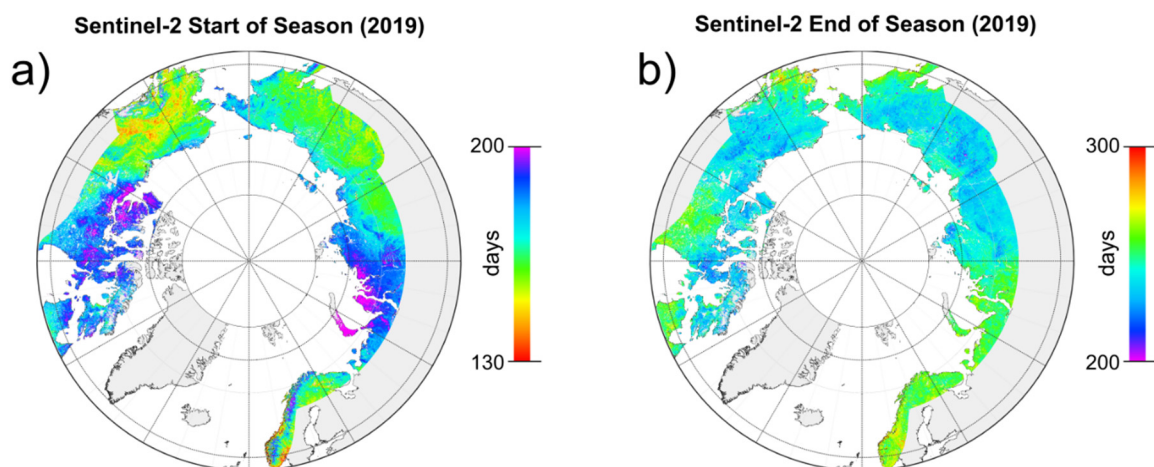 Sentinel-2 Start of Season (2019)
a)
200
days
130
Sentinel-2 End of Season (2019)
b)
300
days
200